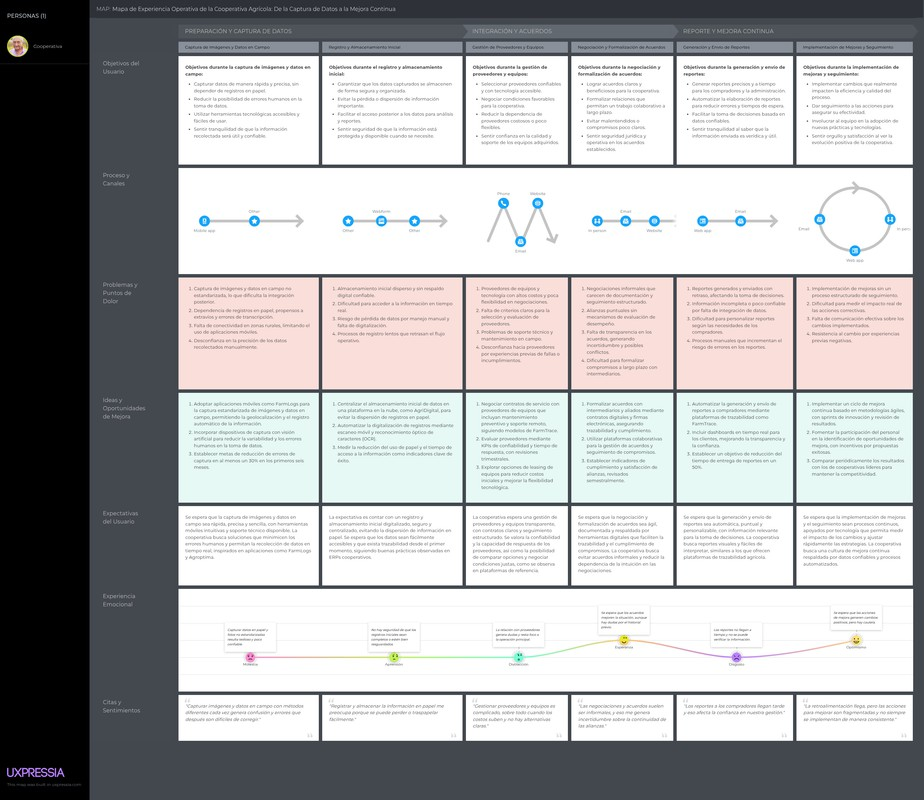 PERSONAS (1)
Cooperativa
MAP Mapa de Experiencia Operativa de la Cooperativa Agrícola: De la Captura de Datos a la Mejora Continua
PREPARACIÓN Y CAPTURA DE DATOS
INTEGRACIÓN Y ACUERDOS
REPORTE Y MEJORA CONTINUA
Captura de Imágenes y Datos en Campo
Registro y Almacenamiento Inicial
Gestión de Proveedores y Equipos
Negociación y Formalización de Acuerdos
Generación y Envío de Reportes
Implementación de Mejoras y Seguimiento
Objetivos del
Usuario
Objetivos durante la captura de imágenes y datos en
campo:
Capturar datos de manera rápida y precisa, sin
depender de registros en papel.
Reducir la posibilidad de errores humanos en la
toma de datos.
Utilizar herramientas tecnológicas accesibles y
fáciles de usar.
Sentir tranquilidad de que la información
recolectada será útil y confiable.
Objetivos durante el registro y almacenamiento
inicial:
Garantizar que los datos capturados se almacenen
de forma segura y organizada.
Evitar la pérdida o dispersión de información
importante.
Facilitar el acceso posterior a los datos para análisis
y reportes.
Sentir seguridad de que la información está
protegida y disponible cuando se necesite.
Objetivos durante la gestión de
proveedores y equipos:
Seleccionar proveedores confiables
y con tecnología accesible.
Negociar condiciones favorables
para la cooperativa.
Reducir la dependencia de
proveedores costosos o poco
flexibles.
Sentir confianza en la calidad y
soporte de los equipos adquiridos.
Objetivos durante la negociación y
formalización de acuerdos:
Lograr acuerdos claros y
beneficiosos para la cooperativa.
Formalizar relaciones que
permitan un trabajo colaborativo a
largo plazo.
Evitar malentendidos o
compromisos poco claros.
Sentir seguridad jurídica y
operativa en los acuerdos
establecidos.
Objetivos durante la generación y envío de
reportes:
Generar reportes precisos y a tiempo
para los compradores y la administración.
Automatizar la elaboración de reportes
para reducir errores y tiempos de espera.
Facilitar la toma de decisiones basada en
datos confiables.
Sentir tranquilidad al saber que la
información enviada es verídica y útil.
Objetivos durante la implementación de
mejoras y seguimiento:
Implementar cambios que realmente
impacten la eficiencia y calidad del
proceso.
Dar seguimiento a las acciones para
asegurar su efectividad.
Involucrar al equipo en la adopción de
nuevas prácticas y tecnologías.
Sentir orgullo y satisfacción al ver la
evolución positiva de la cooperativa.
Proceso y
Canales
Mobile app
Other
Other
Webform
Other
Phone
Email
Website
In person
Email
Website
Web app
Email
Email
Web app
In pers
Problemas y
Puntos de
Dolor
1. Captura de imágenes y datos en campo no
estandarizada, lo que dificulta la integración
posterior.
2. Dependencia de registros en papel, propensos a
extravíos y errores de transcripción.
3. Falta de conectividad en zonas rurales, limitando el
uso de aplicaciones móviles.
4. Desconfianza en la precisión de los datos
recolectados manualmente.
1. Almacenamiento inicial disperso y sin respaldo
digital confiable.
2. Dificultad para acceder a la información en tiempo
real.
3. Riesgo de pérdida de datos por manejo manual y
falta de digitalización.
4. Procesos de registro lentos que retrasan el flujo
operativo.
1. Proveedores de equipos y
tecnología con altos costos y poca
flexibilidad en negociaciones.
2. Falta de criterios claros para la
selección y evaluación de
proveedores.
3. Problemas de soporte técnico y
mantenimiento en campo.
4. Desconfianza hacia proveedores
por experiencias previas de fallas o
incumplimientos.
1. Negociaciones informales que
carecen de documentación y
seguimiento estructurado.
2. Alianzas puntuales sin
mecanismos de evaluación de
desempeño.
3. Falta de transparencia en los
acuerdos, generando
incertidumbre y posibles
conflictos.
4. Dificultad para formalizar
compromisos a largo plazo con
intermediarios.
1. Reportes generados y enviados con
retraso, afectando la toma de decisiones.
2. Información incompleta o poco confiable
por falta de integración de datos.
3. Dificultad para personalizar reportes
según las necesidades de los
compradores.
4. Procesos manuales que incrementan el
riesgo de errores en los reportes.
1. Implementación de mejoras sin un
proceso estructurado de seguimiento.
2. Dificultad para medir el impacto real de
las acciones correctivas.
3. Falta de comunicación efectiva sobre los
cambios implementados.
4. Resistencia al cambio por experiencias
previas negativas.
Ideas y
Oportunidades
de Mejora
1. Adoptar aplicaciones móviles como FarmLogs para
la captura estandarizada de imágenes y datos en
campo, permitiendo la geolocalización y el registro
automático de la información.
2. Incorporar dispositivos de captura con visión
artificial para reducir la variabilidad y los errores
humanos en la toma de datos.
3. Establecer metas de reducción de errores de
captura en al menos un 30% en los primeros seis
meses.
1. Centralizar el almacenamiento inicial de datos en
una plataforma en la nube, como AgriDigital, para
evitar la dispersión de registros en papel.
2. Automatizar la digitalización de registros mediante
escaneo móvil y reconocimiento óptico de
caracteres (OCR).
3. Medir la reducción del uso de papel y el tiempo de
acceso a la información como indicadores clave de
éxito.
1. Negociar contratos de servicio con
proveedores de equipos que
incluyan mantenimiento
preventivo y soporte remoto,
siguiendo modelos de FarmTrace.
2. Evaluar proveedores mediante
KPIs de confiabilidad y tiempo de
respuesta, con revisiones
trimestrales.
3. Explorar opciones de leasing de
equipos para reducir costos
iniciales y mejorar la flexibilidad
tecnológica.
1. Formalizar acuerdos con
intermediarios y aliados mediante
contratos digitales y firmas
electrónicas, asegurando
trazabilidad y cumplimiento.
2. Utilizar plataformas colaborativas
para la gestión de acuerdos y
seguimiento de compromisos.
3. Establecer indicadores de
cumplimiento y satisfacción de
alianzas, revisados
semestralmente.
1. Automatizar la generación y envío de
reportes a compradores mediante
plataformas de trazabilidad como
FarmTrace.
2. Incluir dashboards en tiempo real para
los clientes, mejorando la transparencia y
la confianza.
3. Establecer un objetivo de reducción del
tiempo de entrega de reportes en un
50%.
1. Implementar un ciclo de mejora
continua basado en metodologías ágiles,
con sprints de innovación y revisión de
resultados.
2. Fomentar la participación del personal
en la identificación de oportunidades de
mejora, con incentivos por propuestas
exitosas.
3. Comparar periódicamente los resultados
con los de cooperativas líderes para
mantener la competitividad.
Expectativas
del Usuario
Se espera que la captura de imágenes y datos en
campo sea rápida, precisa y sencilla, con herramientas
móviles intuitivas y soporte técnico disponible. La
cooperativa busca soluciones que minimicen los
errores humanos y permitan la recolección de datos en
tiempo real, inspirados en aplicaciones como FarmLogs
y Agroptima.
La expectativa es contar con un registro y
almacenamiento inicial digitalizado, seguro y
centralizado, evitando la dispersión de información en
papel. Se espera que los datos sean fácilmente
accesibles y que exista trazabilidad desde el primer
momento, siguiendo buenas prácticas observadas en
ERPs cooperativos.
La cooperativa espera una gestión de
proveedores y equipos transparente,
con contratos claros y seguimiento
estructurado. Se valora la confiabilidad
y la capacidad de respuesta de los
proveedores, así como la posibilidad
de comparar opciones y negociar
condiciones justas, como se observa
en plataformas de referencia.
Se espera que la negociación y
formalización de acuerdos sea ágil,
documentada y respaldada por
herramientas digitales que faciliten la
trazabilidad y el cumplimiento de
compromisos. La cooperativa busca
evitar acuerdos informales y reducir la
dependencia de la intuición en las
negociaciones.
Se espera que la generación y envío de
reportes sea automática, puntual y
personalizable, con información relevante
para la toma de decisiones. La cooperativa
busca reportes visuales y fáciles de
interpretar, similares a los que ofrecen
plataformas de trazabilidad agrícola.
Se espera que la implementación de mejoras
y el seguimiento sean procesos continuos,
apoyados por tecnología que permita medir
el impacto de los cambios y ajustar
rápidamente las estrategias. La cooperativa
busca una cultura de mejora continua
respaldada por datos confiables y procesos
automatizados.
Experiencia
Emocional
Capturar datos en papel y
fotos no estandarizadas
resulta tedioso y poco
confiable.
Molestia
No hay seguridad de que los
registros iniciales sean
completos o estén bien
resguardados.
Aprensión
La relación con proveedores
genera dudas y resta foco a
la operación principal.
Distracción
Se espera que los acuerdos
mejoren la situación, aunque
hay dudas por el historial
previo.
Esperanza
Los reportes no llegan a
tiempo y no se puede
verificar la información.
Disgusto
Se espera que las acciones
de mejora generen cambios
positivos, pero hay cautela.
Optimismo
Citas y
Sentimientos
"Capturar imágenes y datos en campo con métodos
diferentes cada vez genera confusión y errores que
después son difíciles de corregir."
"Registrar y almacenar la información en papel me
preocupa porque se puede perder o traspapelar
fácilmente."
"Gestionar proveedores y equipos es
complicado, sobre todo cuando los
costos suben y no hay alternativas
claras."
"Las negociaciones y acuerdos suelen
ser informales, y eso me genera
incertidumbre sobre la continuidad de
las alianzas."
"Los reportes a los compradores llegan tarde
y eso afecta la confianza en nuestra gestión."
"La retroalimentación llega, pero las acciones
para mejorar son fragmentadas y no siempre
se implementan de manera consistente."
UXPRESSIA
This map was built in uxpressia.com